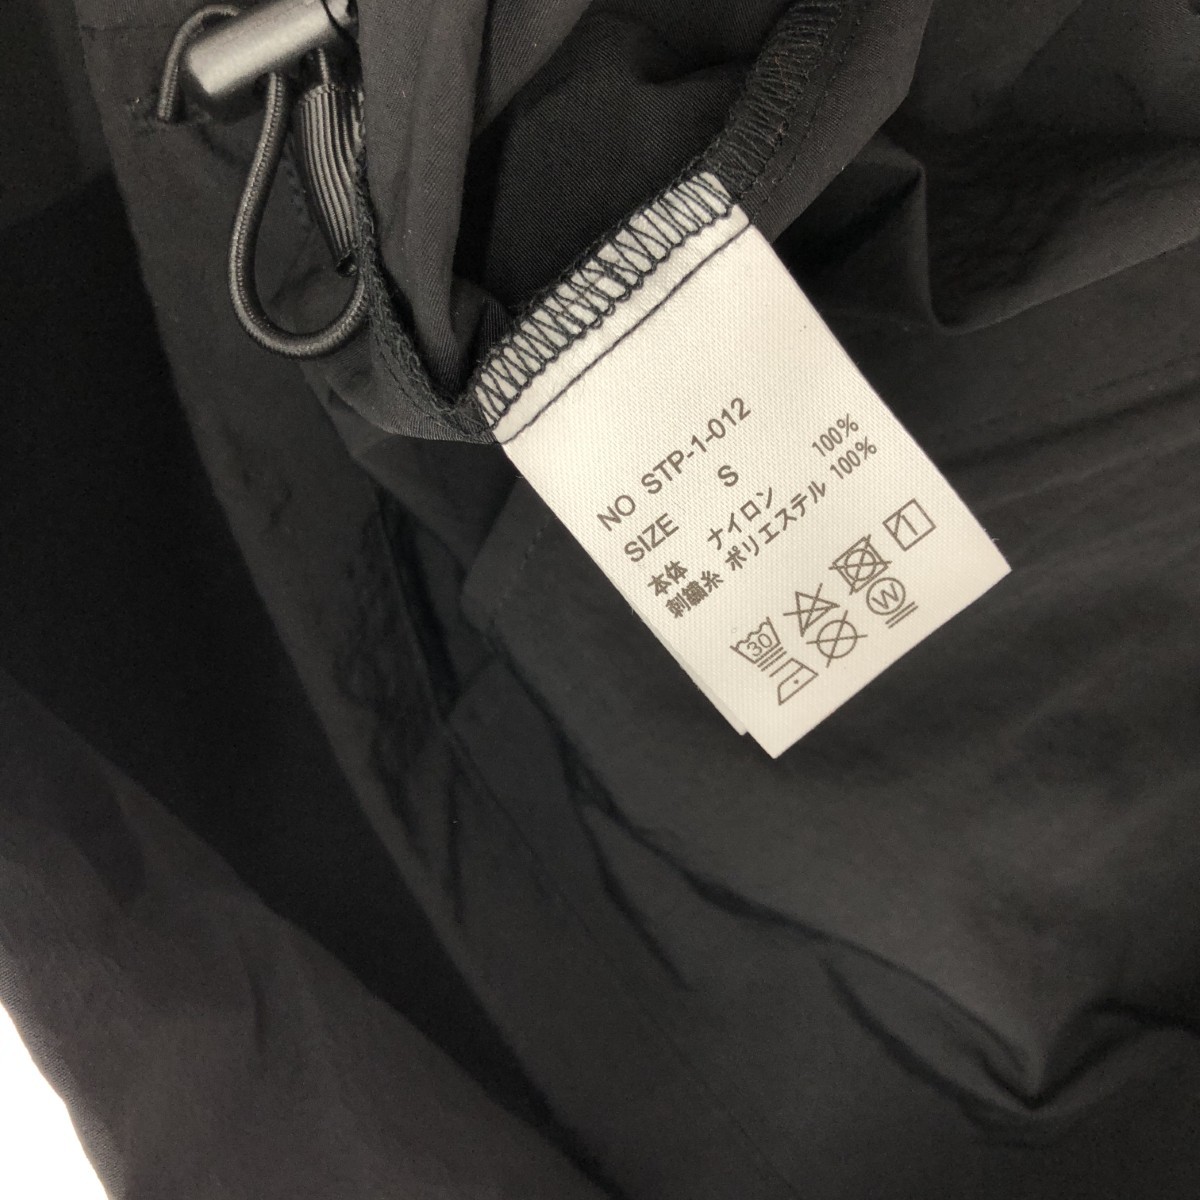 NO STP-1-012
SIZE S
本体 ナイロン 100%
刺繍糸 ポリエステル 100%
30
W